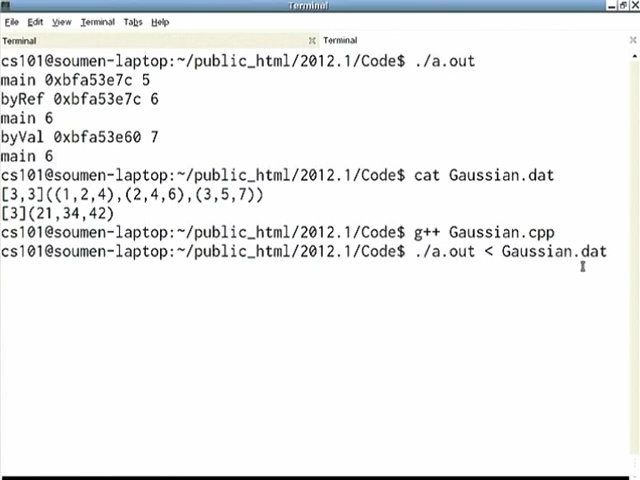 Terminal
File Edit View Terminal Tabs Help
Terminal
Terminal
cs101@soumen-laptop:~/public_html/2012.1/Code$ ./a.out
main 0xbfa53e7c 5
byRef 0xbfa53e7c 6
main 6
byVal 0xbfa53e60 7
main 6
cs101@soumen-laptop:~/public_html/2012.1/Code$ cat Gaussian.dat
[3,3]((1,2,4),(2,4,6),(3,5,7))
[3](21,34,42)
cs101@soumen-laptop:~/public_html/2012.1/Code$ g++ Gaussian.cpp
cs101@soumen-laptop:~/public_html/2012.1/Code$ ./a.out < Gaussian.dat